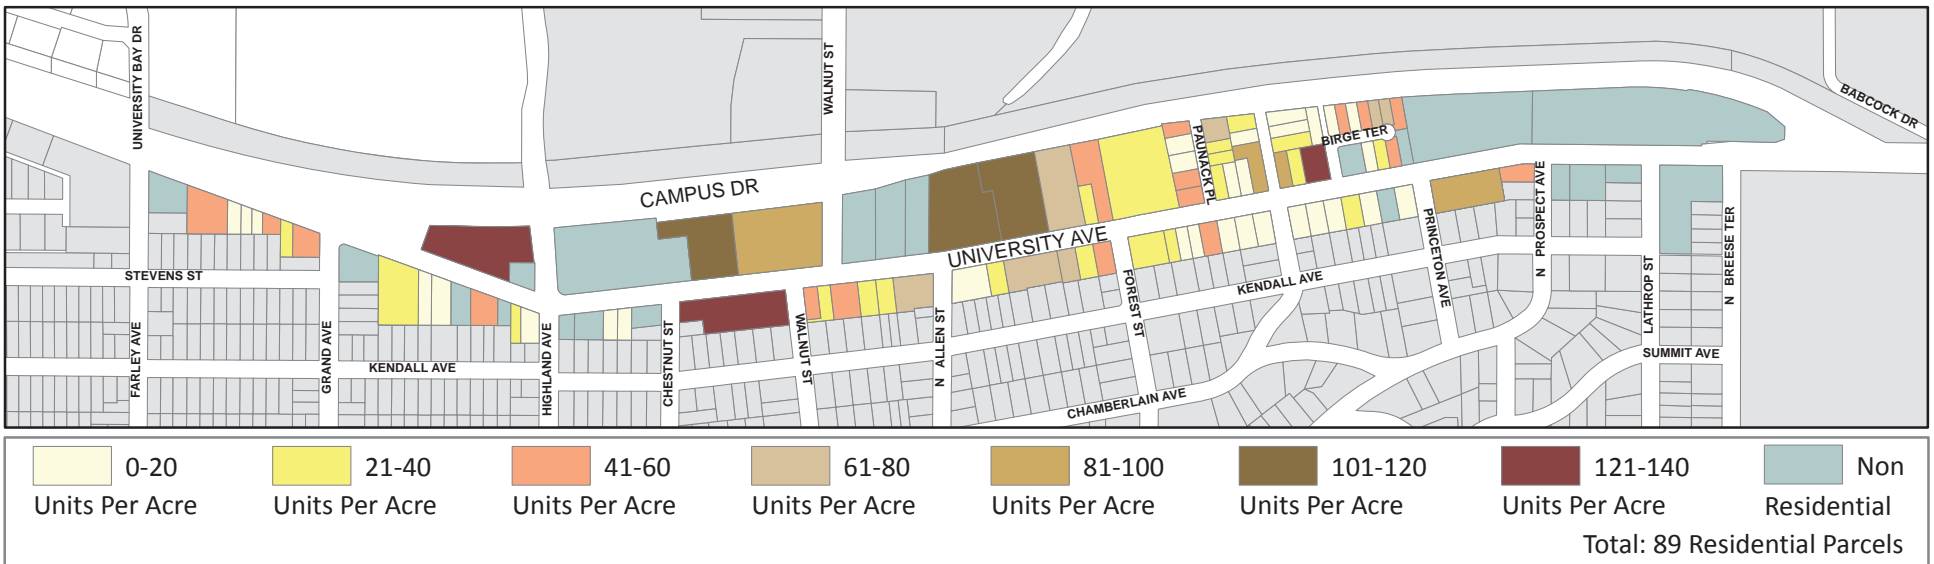 UNIVERSITY BAY DR
WALNUT ST
BABCOCK DR
CAMPUS DR
PAUNACK PL
BIRGE TER
UNIVERSITY AVE
STEVENS ST
FARLEY AVE
GRAND AVE
KENDALL AVE
HIGHLAND AVE
CHESTNUT ST
WALNUT ST
N ALLEN ST
FOREST ST
KENDALL AVE
CHAMBERLAIN AVE
PRINCETON AVE
N PROSPECT AVE
LATHROP ST
N BREESE TER
SUMMIT AVE
0-20
Units Per Acre
21-40
Units Per Acre
41-60
Units Per Acre
61-80
Units Per Acre
81-100
Units Per Acre
101-120
Units Per Acre
121-140
Units Per Acre
Non
Residential
Total: 89 Residential Parcels